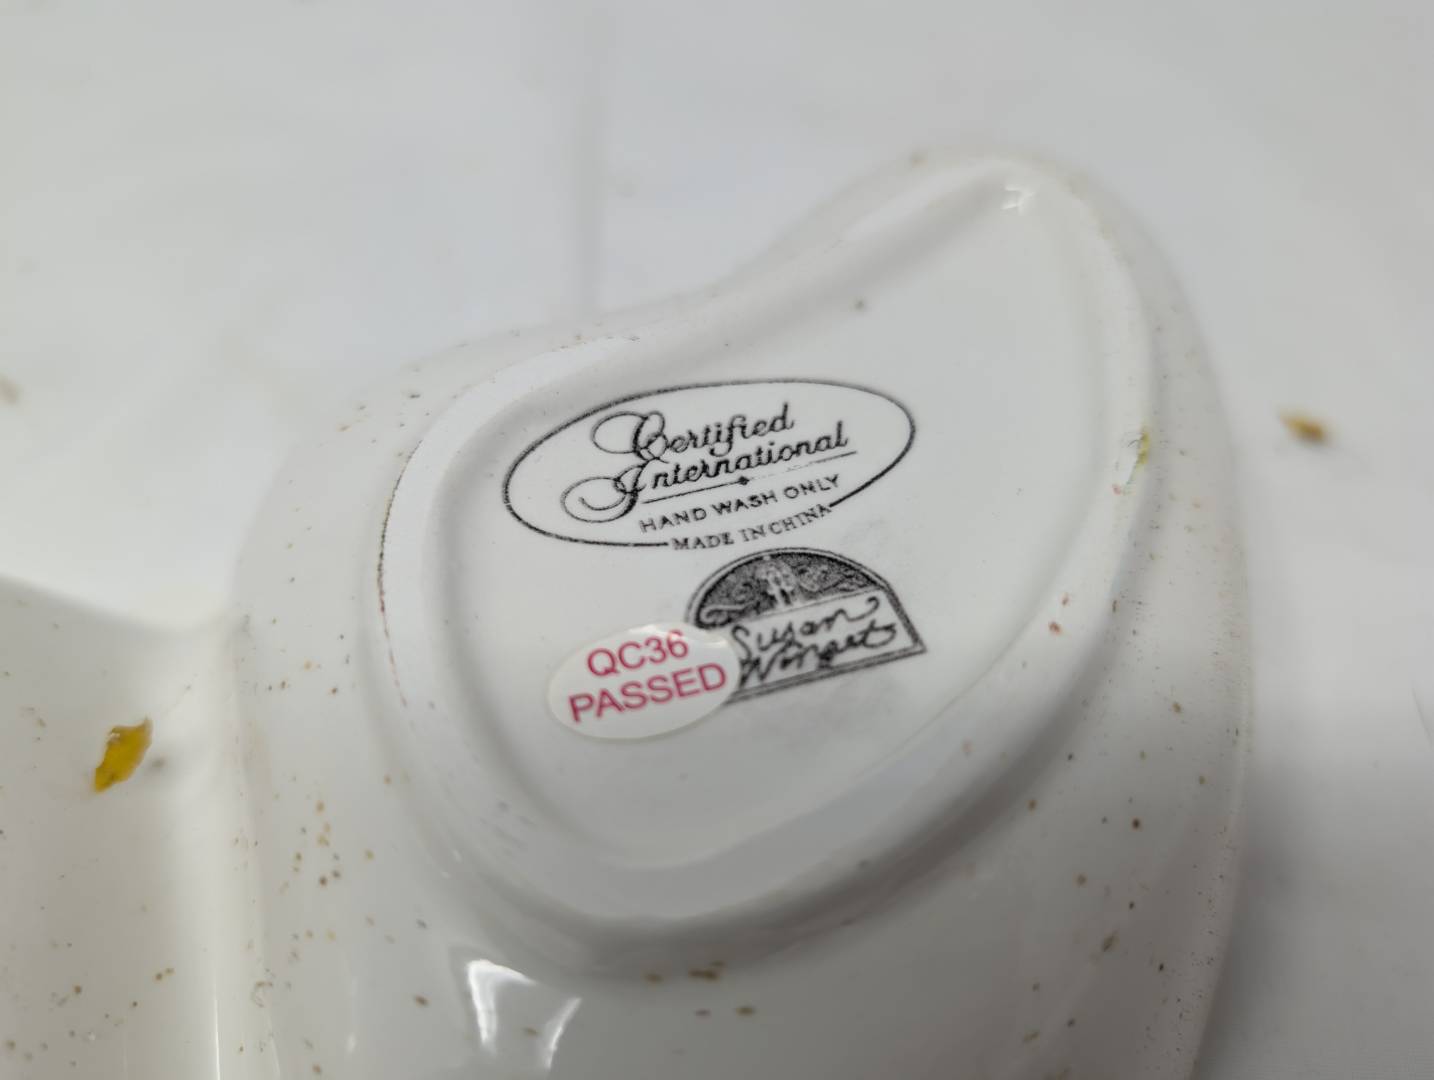 Certified
International
HAND WASH ONLY
MADE IN CHINA
Susan
Winget
QC36
PASSED